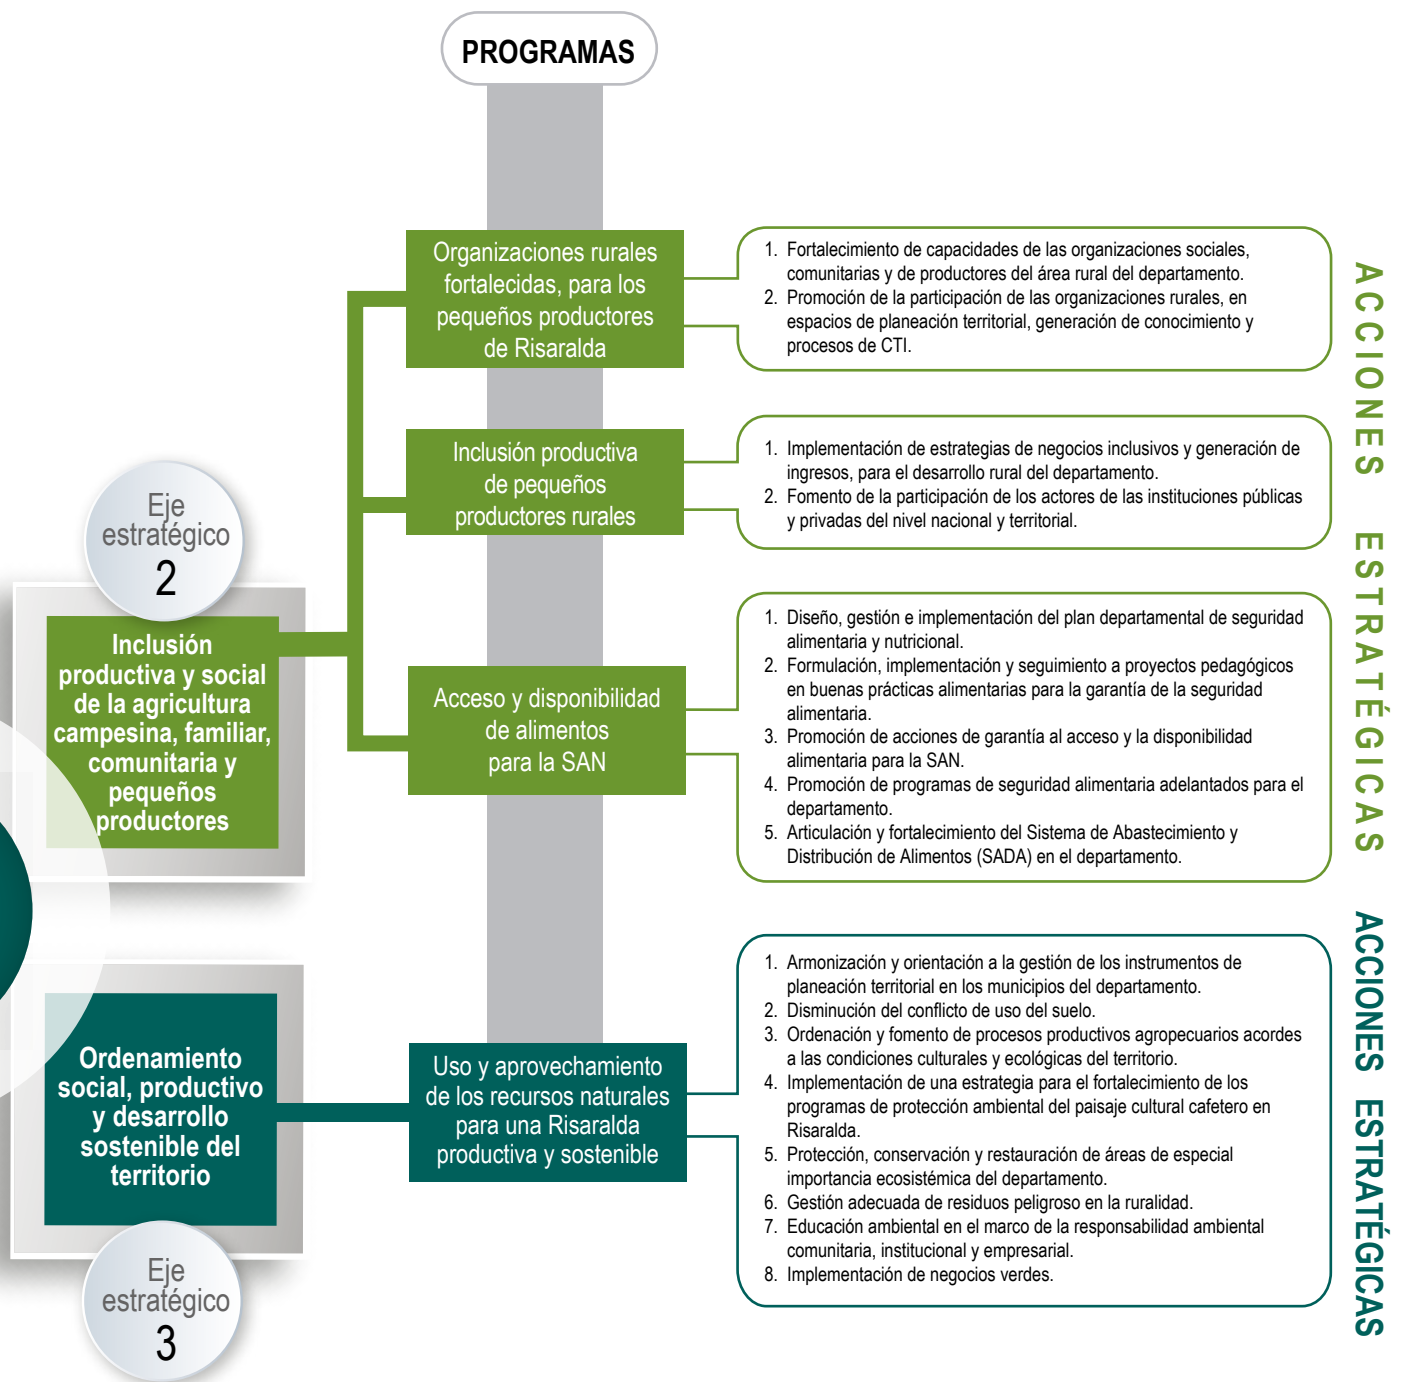 PROGRAMAS
Eje
estratégico
2
Inclusión
productiva y social
de la agricultura
campesina, familiar,
comunitaria y
pequeños
productores
Organizaciones rurales
fortalecidas, para los
pequeños productores
de Risaralda
1. Fortalecimiento de capacidades de las organizaciones sociales,
comunitarias y de productores del área rural del departamento.
2. Promoción de la participación de las organizaciones rurales, en
espacios de planeación territorial, generación de conocimiento y
procesos de CTI.
Inclusión productiva
de pequeños
productores rurales
1. Implementación de estrategias de negocios inclusivos y generación de
ingresos, para el desarrollo rural del departamento.
2. Fomento de la participación de los actores de las instituciones públicas
y privadas del nivel nacional y territorial.
Acceso y disponibilidad
de alimentos
para la SAN
1. Diseño, gestión e implementación del plan departamental de seguridad
alimentaria y nutricional.
2. Formulación, implementación y seguimiento a proyectos pedagógicos
en buenas prácticas alimentarias para la garantía de la seguridad
alimentaria.
3. Promoción de acciones de garantía al acceso y la disponibilidad
alimentaria para la SAN.
4. Promoción de programas de seguridad alimentaria adelantados para el
departamento.
5. Articulación y fortalecimiento del Sistema de Abastecimiento y
Distribución de Alimentos (SADA) en el departamento.
ACCIONES ESTRATÉGICAS
Ordenamiento
social, productivo
y desarrollo
sostenible del
territorio
Eje
estratégico
3
Uso y aprovechamiento
de los recursos naturales
para una Risaralda
productiva y sostenible
1. Armonización y orientación a la gestión de los instrumentos de
planeación territorial en los municipios del departamento.
2. Disminución del conflicto de uso del suelo.
3. Ordenación y fomento de procesos productivos agropecuarios acordes
a las condiciones culturales y ecológicas del territorio.
4. Implementación de una estrategia para el fortalecimiento de los
programas de protección ambiental del paisaje cultural cafetero en
Risaralda.
5. Protección, conservación y restauración de áreas de especial
importancia ecosistémica del departamento.
6. Gestión adecuada de residuos peligroso en la ruralidad.
7. Educación ambiental en el marco de la responsabilidad ambiental
comunitaria, institucional y empresarial.
8. Implementación de negocios verdes.
ACCIONES ESTRATÉGICAS